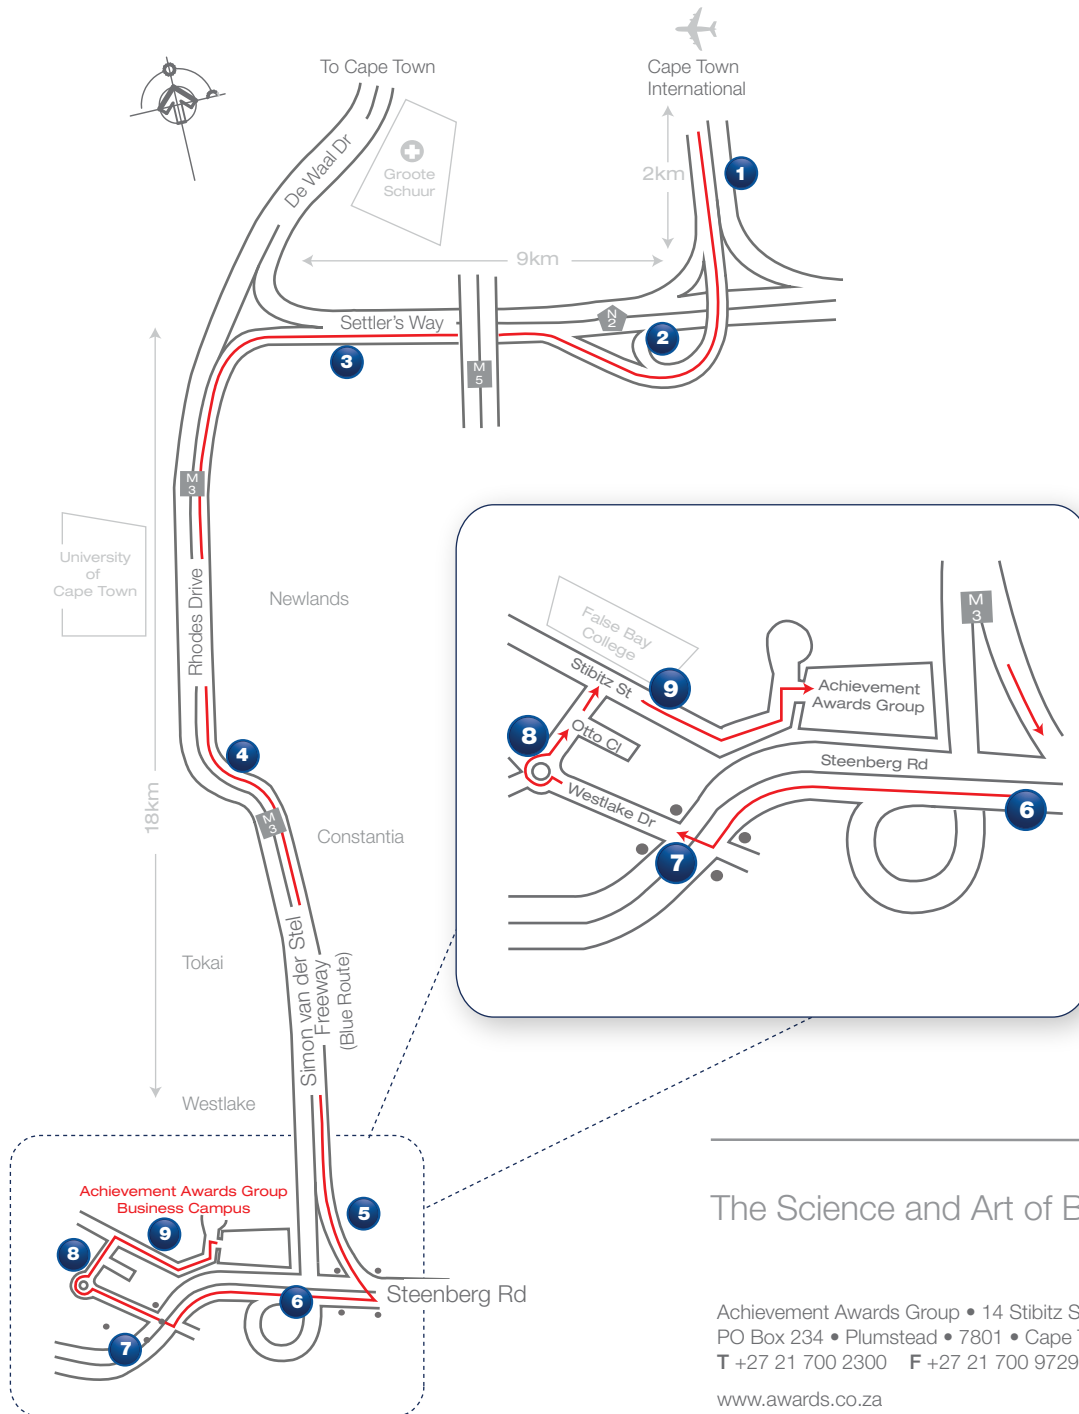 To Cape Town
Cape Town
International
De Waal Dr
Groote
Schuur
2km
1
9km
Settler's Way
N
2
2
3
M
5
M
3
University
of
Cape Town
Rhodes Drive
Newlands
18km
4
M
3
Constantia
Tokai
Simon van der Stel
Freeway
(Blue Route)
Westlake
False Bay
College
Stibitz St
9
M
3
Achievement
Awards Group
8
Otto Cl
Steenberg Rd
Westlake Dr
6
7
Achievement Awards Group
Business Campus
5
9
8
6
Steenberg Rd
7
The Science and Art of B
Achievement Awards Group • 14 Stibitz S
PO Box 234 • Plumstead • 7801 • Cape T
T +27 21 700 2300 F +27 21 700 9729
www.awards.co.za